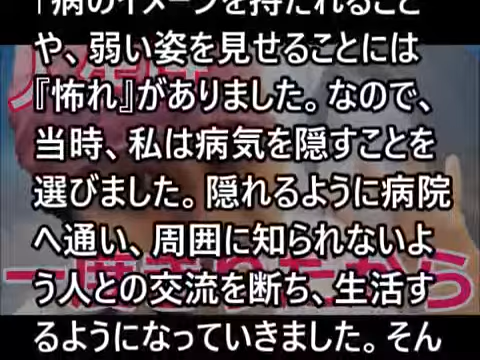 「病のイメージを持たれること
や、弱い姿を見せることには
『怖れ』がありました。なので、
当時、私は病気を隠すことを
選びました。隠れるように病院
へ通い、周囲に知られないよ
う人との交流を断ち、生活す
るようになっていきました。そん